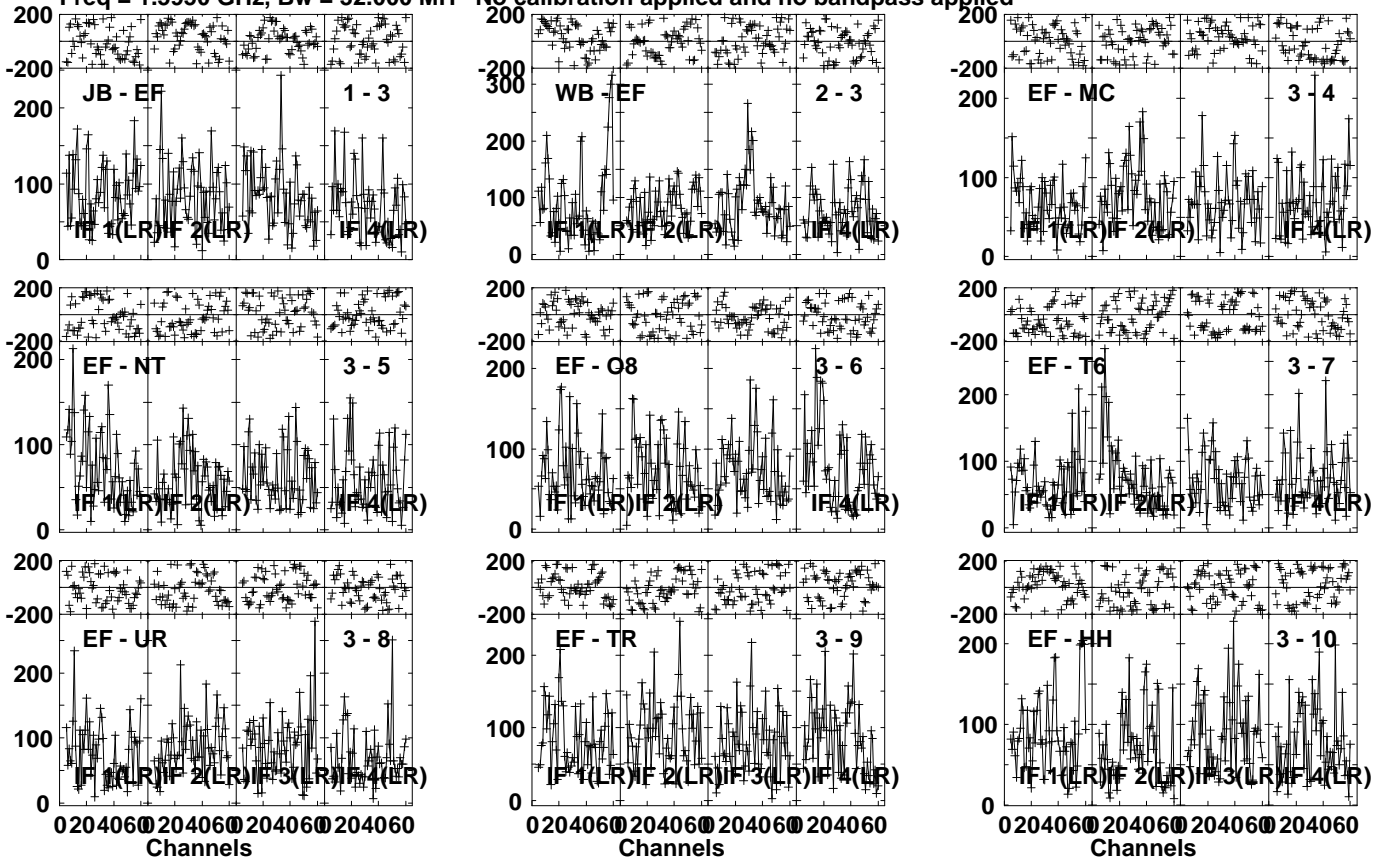 Freq = 1.5950 GHz, Bw = 32.000 MH No calibration applied and no bandpass applied
200
-200
JB - EF 1 - 3
200
100
0
IF 1(LR) IF 2(LR) IF 4(LR)
200
-200
WB - EF 2 - 3
300
200
100
0
IF 1(LR) IF 2(LR) IF 4(LR)
200
-200
EF - MC 3 - 4
200
100
0
IF 1(LR) IF 2(LR) IF 4(LR)
200
-200
EF - NT 3 - 5
200
100
0
IF 1(LR) IF 2(LR) IF 4(LR)
200
-200
EF - O8 3 - 6
200
100
0
IF 1(LR) IF 2(LR) IF 4(LR)
200
-200
EF - T6 3 - 7
200
100
0
IF 1(LR) IF 2(LR) IF 4(LR)
200
-200
EF - UR 3 - 8
200
100
0
IF 1(LR) IF 2(LR) IF 3(LR) IF 4(LR)
0 20 40 60 0 20 40 60 0 20 40 60 0 20 40 60
Channels
200
-200
EF - TR 3 - 9
200
100
0
IF 1(LR) IF 2(LR) IF 3(LR) IF 4(LR)
0 20 40 60 0 20 40 60 0 20 40 60 0 20 40 60
Channels
200
-200
EF - HH 3 - 10
200
100
0
IF 1(LR) IF 2(LR) IF 3(LR) IF 4(LR)
0 20 40 60 0 20 40 60 0 20 40 60 0 20 40 60
Channels